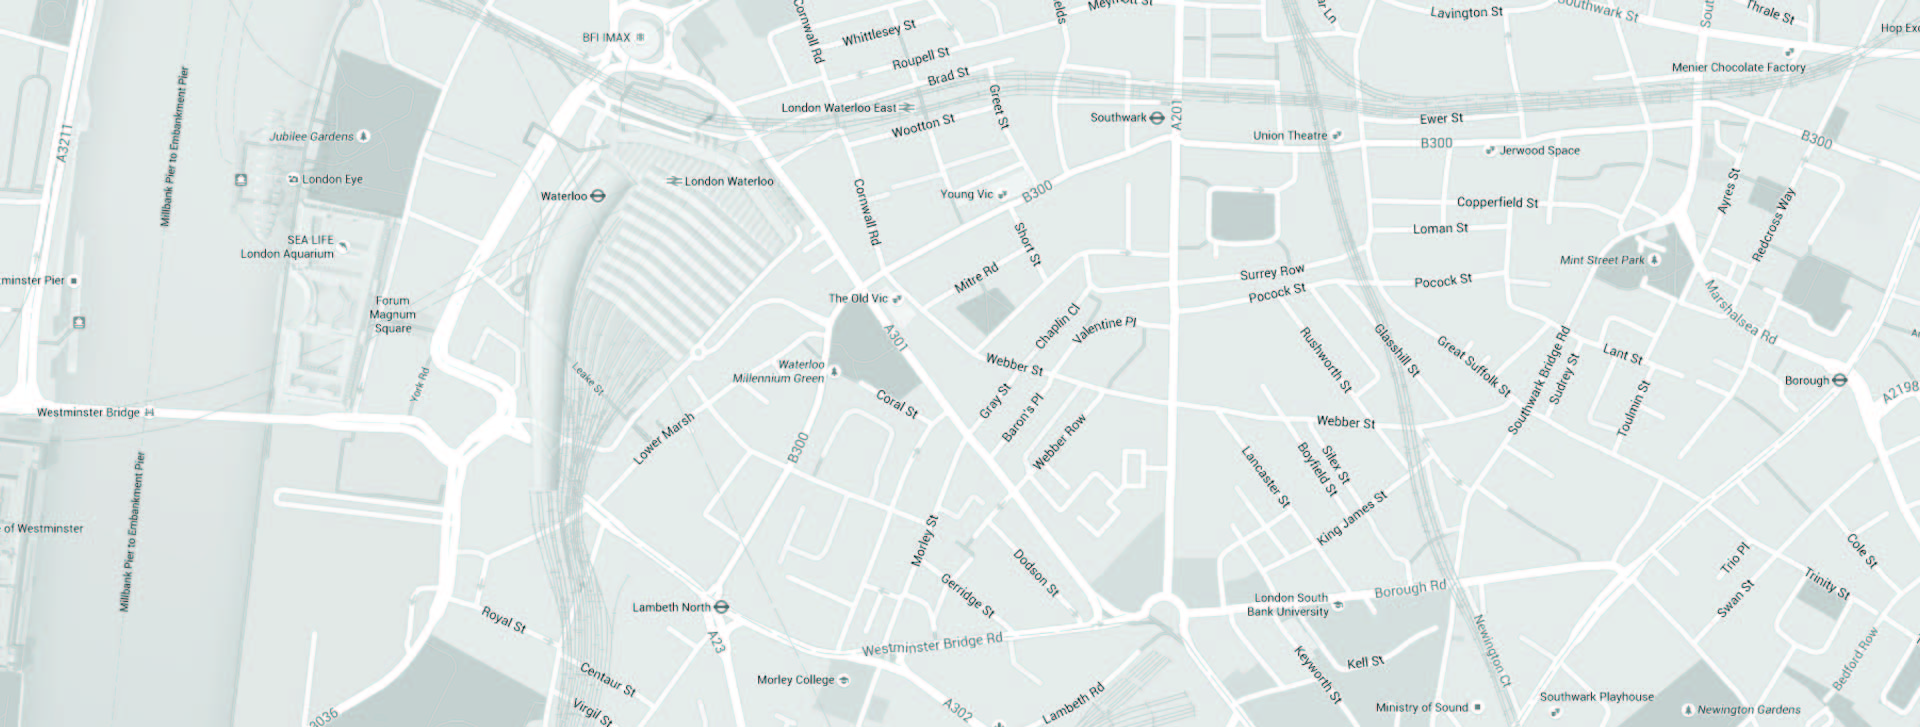 Cornwall Rd
Whittlesey St
Roupell St
Brad St
Meymott St
Lavington St
Southwark St
Thrale St
BFI IMAX
Hop Ex
Menier Chocolate Factory
A3211
Millbank Pier to Embankment Pier
London Waterloo East
Wootton St
Greet St
Southwark
A201
Ewer St
B300
Union Theatre
Jerwood Space
B300
Jubilee Gardens
London Eye
Waterloo
London Waterloo
Young Vic
B300
Cornwall Rd
Short St
Copperfield St
Loman St
Ayres St
Redcross Way
SEA LIFE
London Aquarium
minster Pier
Mitre Rd
Surrey Row
Pocock St
Pocock St
Mint Street Park
Marshalsea Rd
Forum
Magnum
Square
The Old Vic
A301
Chaplin Cl
Valentine Pl
Webber St
Rushworth St
Glasshill St
Great Suffolk St
Southwark Bridge Rd
Sudrey St
Lant St
Toulmin St
Borough
A2198
Waterloo
Millennium Green
York Rd
Leake St
Coral St
Gray St
Baron's Pl
Webber Row
Webber St
Westminster Bridge
Lower Marsh
B300
Lancaster St
Boyfield St
Silex St
King James St
Millbank Pier to Embankment Pier
of Westminster
Morley St
Dodson St
Gerridge St
Trio Pl
Swan St
Cole St
Trinity St
Lambeth North
London South
Bank University
Borough Rd
Royal St
A23
Westminster Bridge Rd
Newington Ct
Bedford Row
Centaur St
Virgil St
Morley College
A302
Lambeth Rd
Keyworth St
Kell St
Ministry of Sound
Southwark Playhouse
Newington Gardens
3036